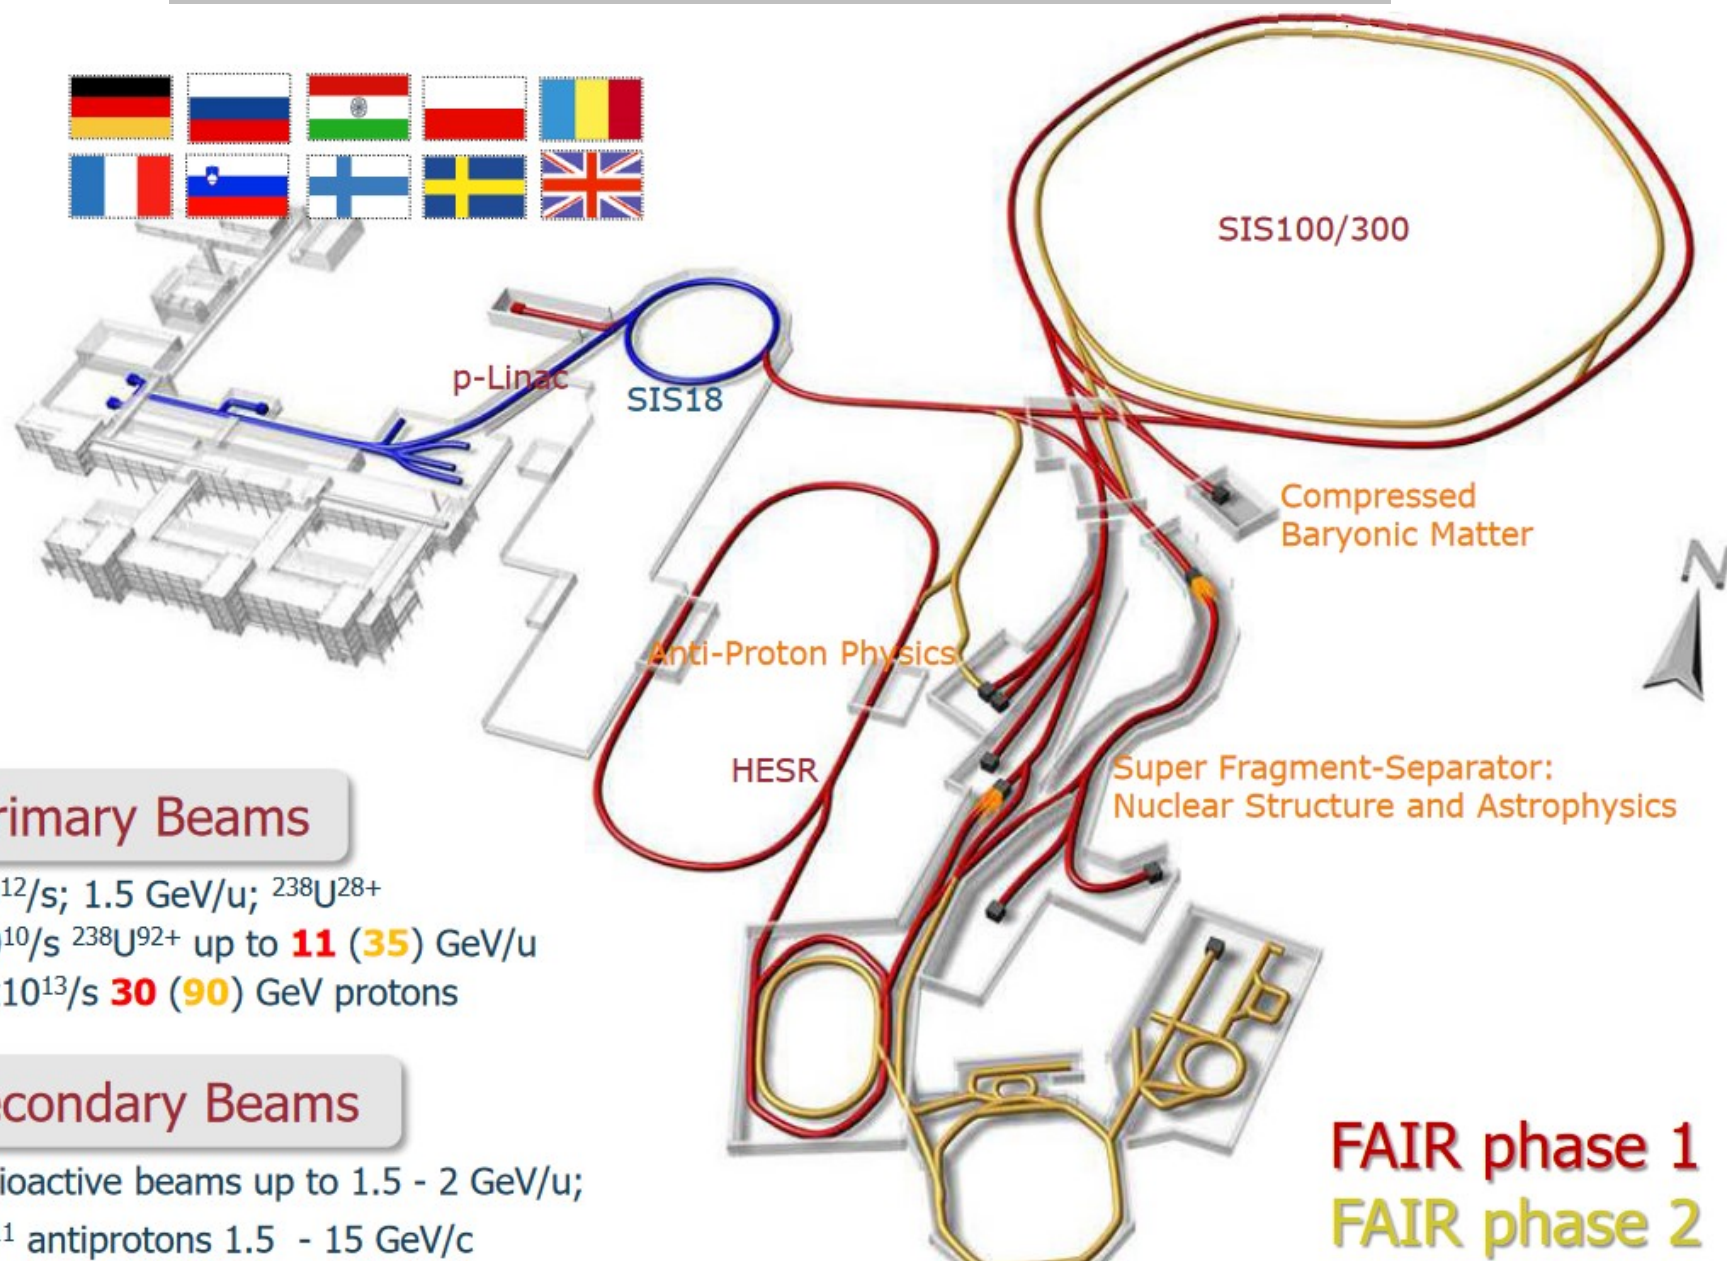 SIS100/300
p-Linac
SIS18
Compressed
Baryonic Matter
N
Anti-Proton Physics
HESR
Super Fragment-Separator:
Nuclear Structure and Astrophysics
rimary Beams
¹²/s; 1.5 GeV/u; ²³⁸U²⁸⁺
¹⁰/s ²³⁸U⁹²⁺ up to 11 (35) GeV/u
10¹³/s 30 (90) GeV protons
econdary Beams
ioactive beams up to 1.5 - 2 GeV/u;
antiprotons 1.5 - 15 GeV/c
FAIR phase 1
FAIR phase 2